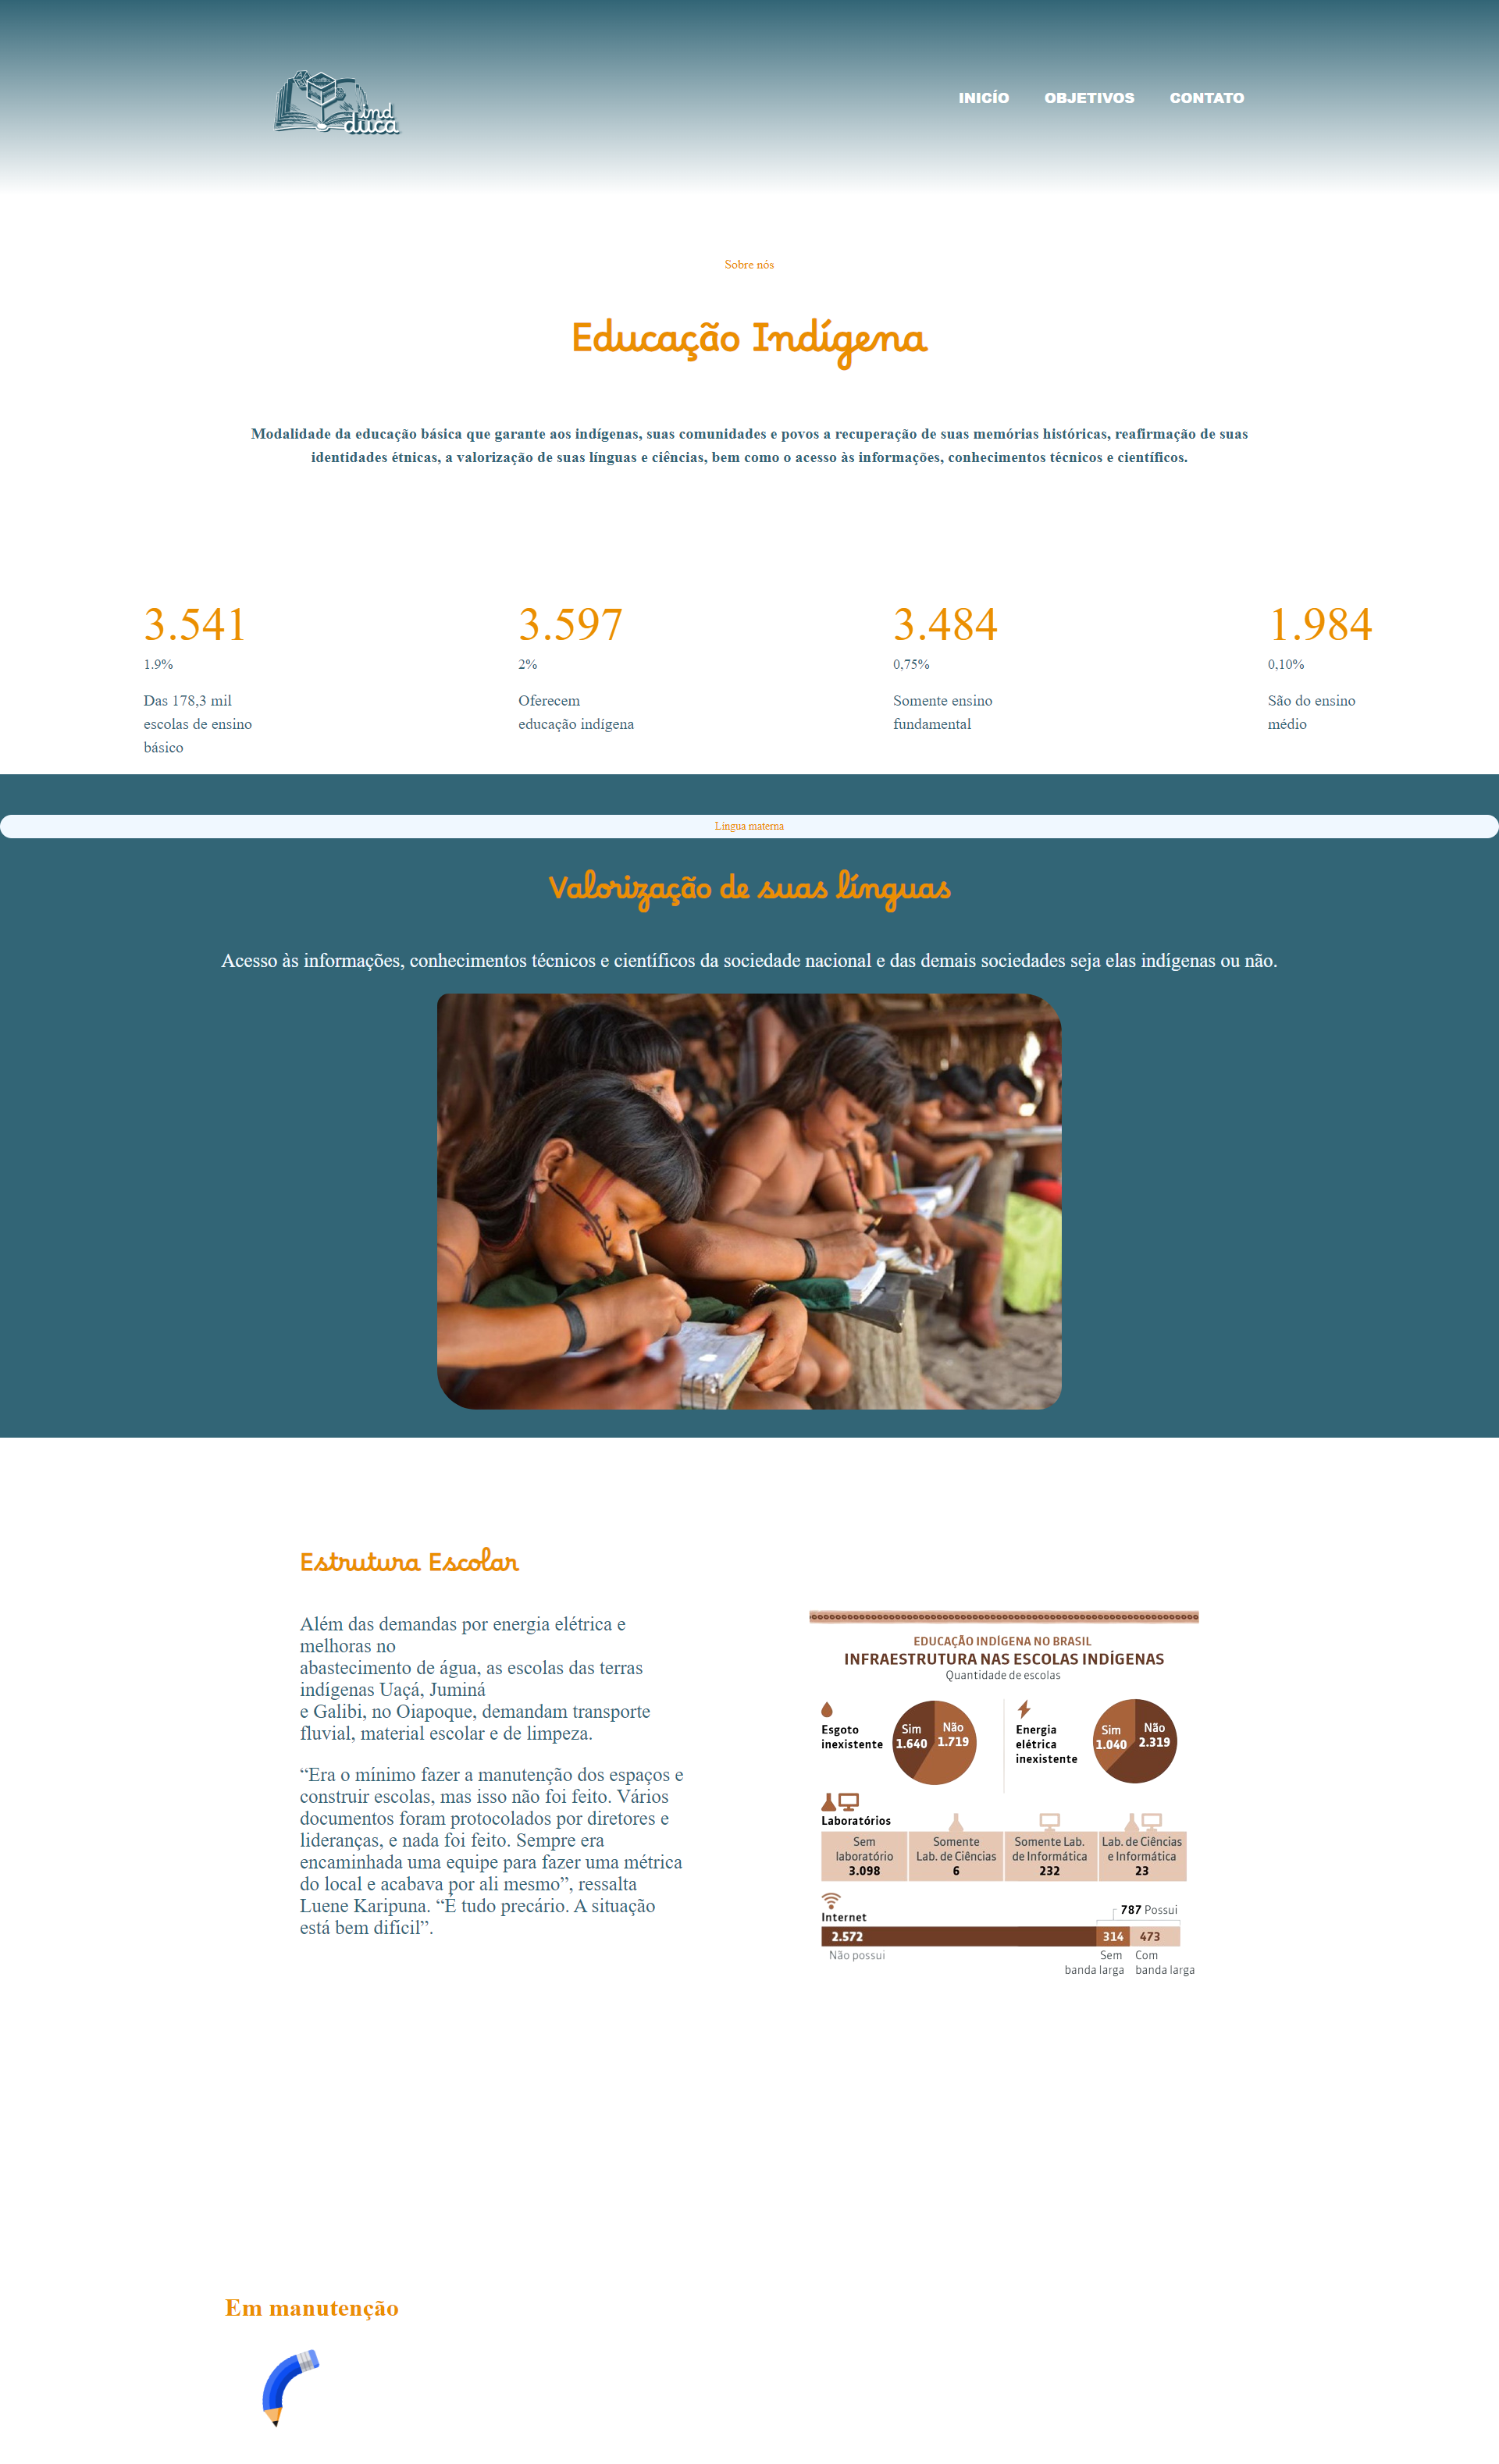 ind
duca
INICÍO OBJETIVOS CONTATO
Sobre nós
Educação Indígena
Modalidade da educação básica que garante aos indígenas, suas comunidades e povos a recuperação de suas memórias históricas, reafirmação de suas
identidades étnicas, a valorização de suas línguas e ciências, bem como o acesso às informações, conhecimentos técnicos e científicos.
3.541
1.9%
Das 178,3 mil
escolas de ensino
básico
3.597
2%
Oferecem
educação indígena
3.484
0,75%
Somente ensino
fundamental
1.984
0,10%
São do ensino
médio
Língua materna
Valorização de suas línguas
Acesso às informações, conhecimentos técnicos e científicos da sociedade nacional e das demais sociedades seja elas indígenas ou não.
Estrutura Escolar
Além das demandas por energia elétrica e
melhoras no
abastecimento de água, as escolas das terras
indígenas Uaçá, Juminá
e Galibi, no Oiapoque, demandam transporte
fluvial, material escolar e de limpeza.
“Era o mínimo fazer a manutenção dos espaços e
construir escolas, mas isso não foi feito. Vários
documentos foram protocolados por diretores e
lideranças, e nada foi feito. Sempre era
encaminhada uma equipe para fazer uma métrica
do local e acabava por ali mesmo”, ressalta
Luene Karipuna. “É tudo precário. A situação
está bem difícil”.
EDUCAÇÃO INDÍGENA NO BRASIL
INFRAESTRUTURA NAS ESCOLAS INDÍGENAS
Quantidade de escolas
Esgoto
inexistente
Sim
1.640
Não
1.719
Energia
elétrica
inexistente
Sim
1.040
Não
2.319
Laboratórios
Sem
laboratório
3.098
Somente
Lab. de Ciências
6
Somente Lab.
de Informática
232
Lab. de Ciências
e Informática
23
Internet
787 Possui
2.572
314
473
Não possui
Sem
banda larga
Com
banda larga
Em manutenção